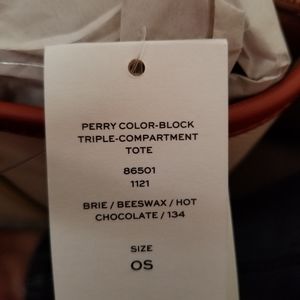 PERRY COLOR-BLOCK
TRIPLE-COMPARTMENT
TOTE
86501
1121
BRIE / BEESWAX / HOT
CHOCOLATE / 134
SIZE
OS